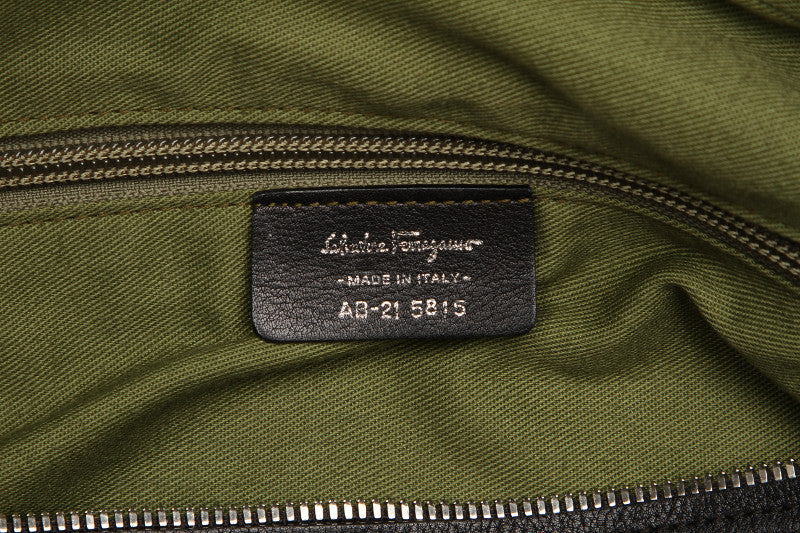 Salvatore Ferragamo
-MADE IN ITALY-
AB-21 5815